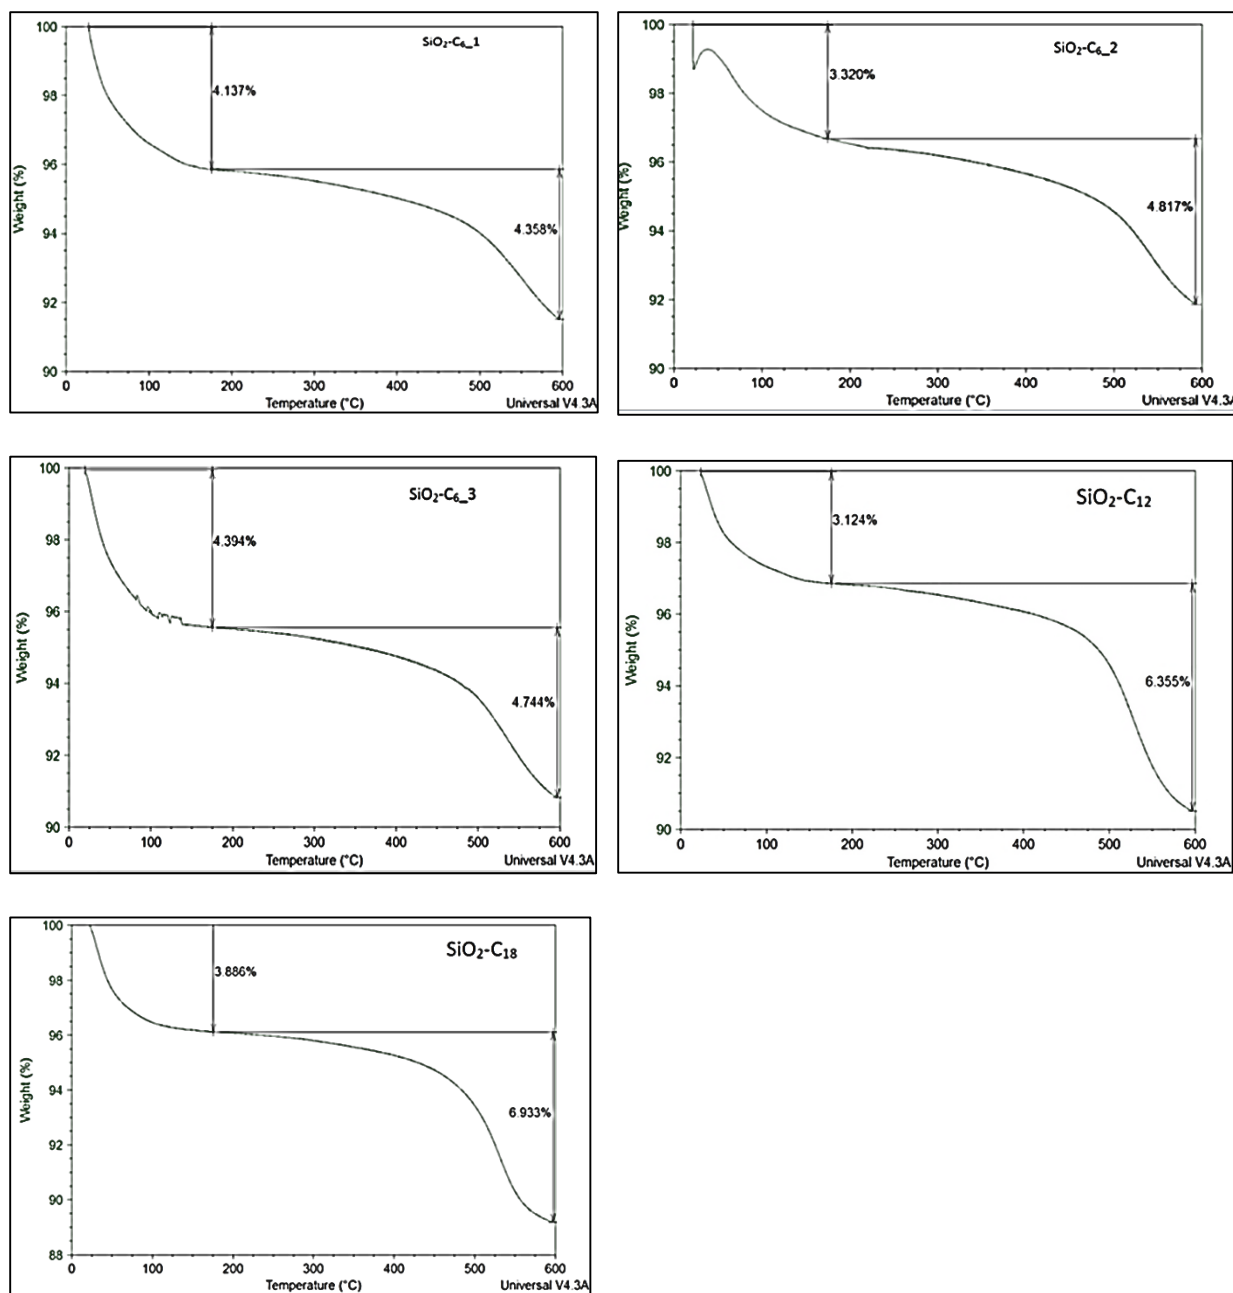 SiO₂-C₆_1
100
98
96
94
92
90
Weight (%)
4.137%
4.358%
0 100 200 300 400 500 600
Temperature (°C)
Universal V4.3A
SiO₂-C₆_2
100
98
96
94
92
90
Weight (%)
3.320%
4.817%
0 100 200 300 400 500 600
Temperature (°C)
Universal V4.3A
SiO₂-C₆_3
100
98
96
94
92
90
Weight (%)
4.394%
4.744%
0 100 200 300 400 500 600
Temperature (°C)
Universal V4.3A
SiO₂-C₁₂
100
98
96
94
92
90
Weight (%)
3.124%
6.355%
0 100 200 300 400 500 600
Temperature (°C)
Universal V4.3A
SiO₂-C₁₈
100
98
96
94
92
90
88
Weight (%)
3.886%
6.933%
0 100 200 300 400 500 600
Temperature (°C)
Universal V4.3A